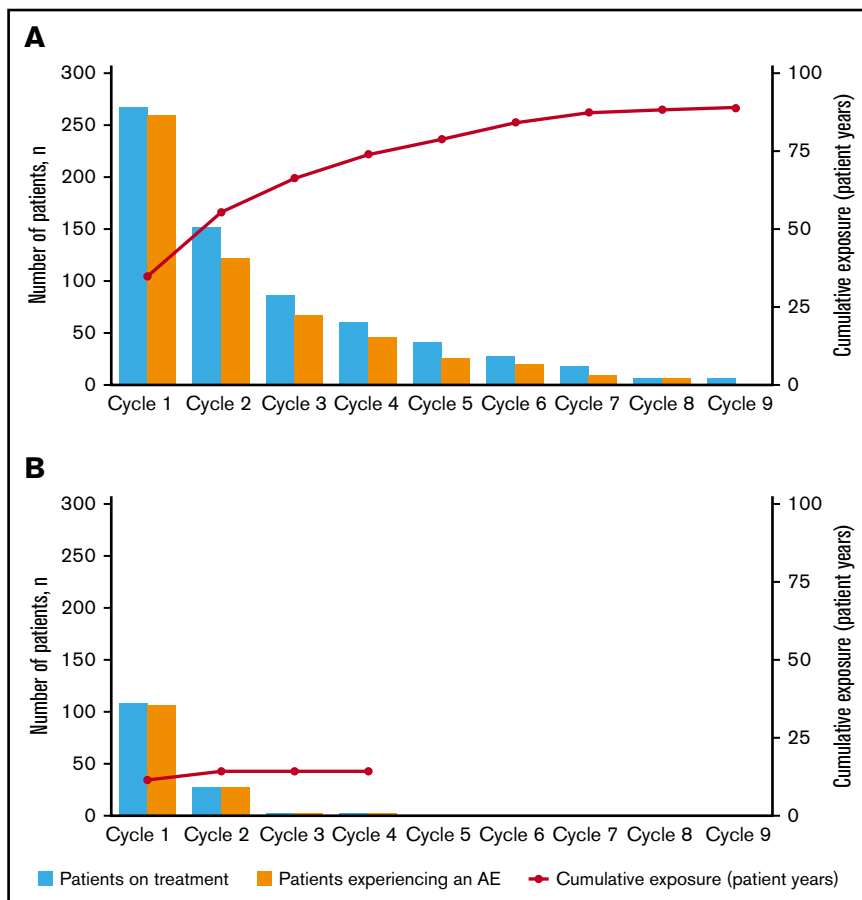 A
Number of patients, n
300
250
200
150
100
50
0
Cumulative exposure (patient years)
100
75
50
25
0
Cycle 1 Cycle 2 Cycle 3 Cycle 4 Cycle 5 Cycle 6 Cycle 7 Cycle 8 Cycle 9
B
Number of patients, n
300
250
200
150
100
50
0
Cumulative exposure (patient years)
100
75
50
25
0
Cycle 1 Cycle 2 Cycle 3 Cycle 4 Cycle 5 Cycle 6 Cycle 7 Cycle 8 Cycle 9
Patients on treatment Patients experiencing an AE Cumulative exposure (patient years)